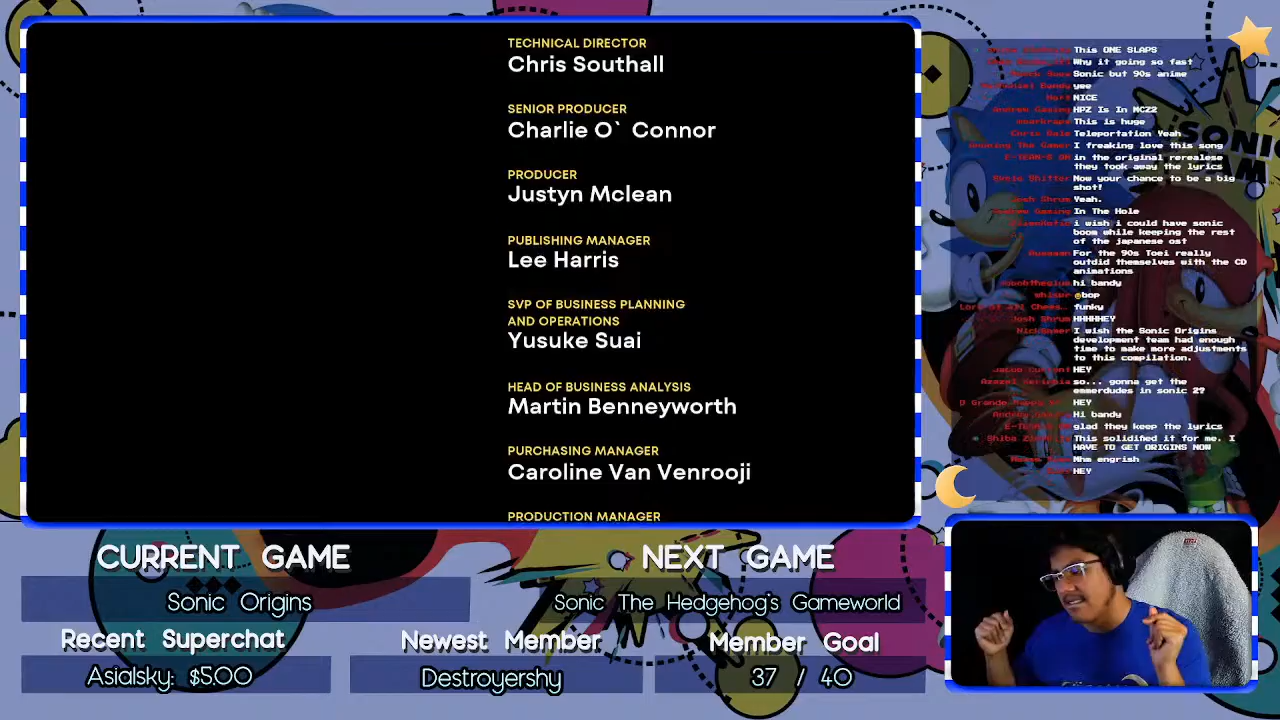 TECHNICAL DIRECTOR
Chris Southall
SENIOR PRODUCER
Charlie O` Connor
PRODUCER
Justyn Mclean
PUBLISHING MANAGER
Lee Harris
SVP OF BUSINESS PLANNING
AND OPERATIONS
Yusuke Suai
HEAD OF BUSINESS ANALYSIS
Martin Benneyworth
PURCHASING MANAGER
Caroline Van Venrooji
PRODUCTION MANAGER
This ONE SLAPS
Why it going so fast
Sonic but 90s anime
yee
NICE
HPZ Is In MCZ2
This is huge
Teleportation Yeah
I freaking love this song
in the original rerealese
they took away the lyrics
Now your chance to be a big
shot!
Josh Shrum Yeah.
In The Hole
i wish i could have sonic
boom while keeping the rest
of the japanese ost
For the 90s Toei really
outdid themselves with the CD
animations
hi bandy
bop
funky
Josh Shrum HHHHHEY
I wish the Sonic Origins
development team had enough
time to make more adjustments
to this compilation.
HEY
so... gonna get the
emmerdudes in sonic 2?
HEY
Hi bandy
glad they keep the lyrics
This solidified it for me. I
HAVE TO GET ORIGINS NOW
Nhm engrish
HEY
CURRENT GAME
Sonic Origins
NEXT GAME
Sonic The Hedgehog's Gameworld
Recent Superchat
Asialsky: $5.00
Newest Member
Destroyershy
Member Goal
37 / 40